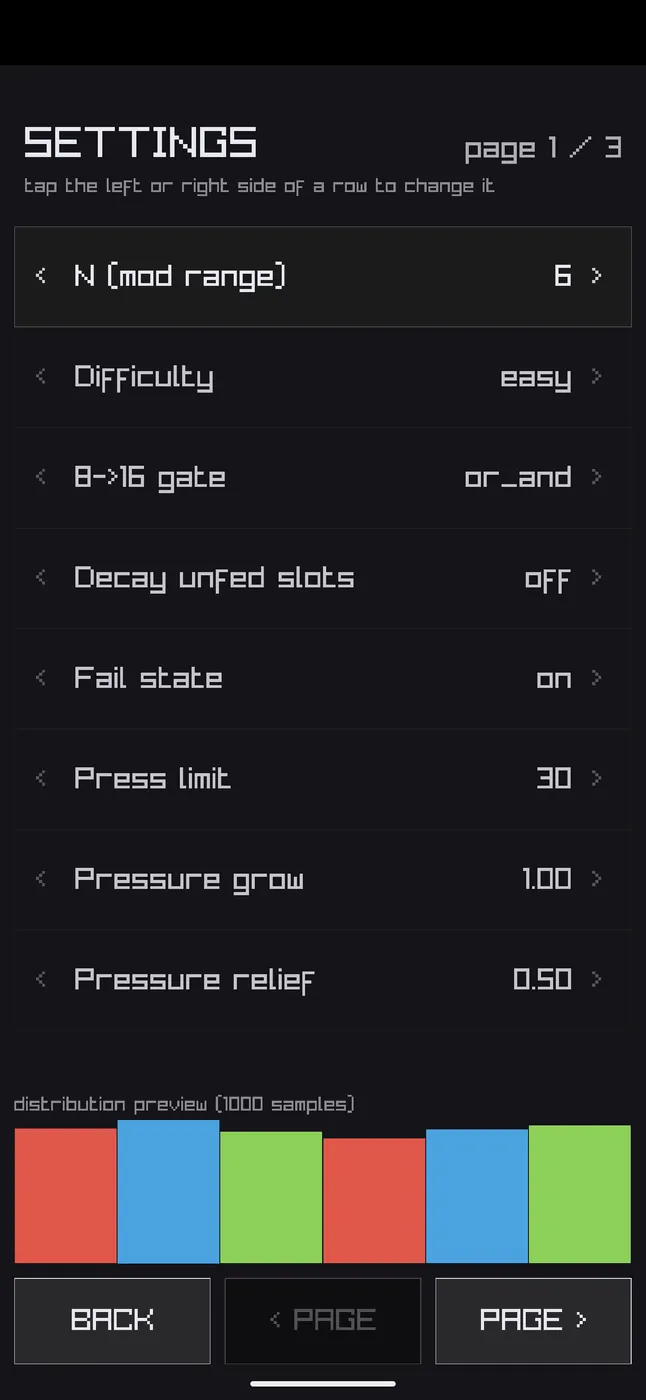 SETTINGS
page 1 / 3
tap the left or right side of a row to change it
< N (mod range) 6 >
< Difficulty easy >
< 8->16 gate or_and >
< Decay unfed slots off >
< Fail state on >
< Press limit 30 >
< Pressure grow 1.00 >
< Pressure relief 0.50 >
distribution preview (1000 samples)
BACK < PAGE PAGE >